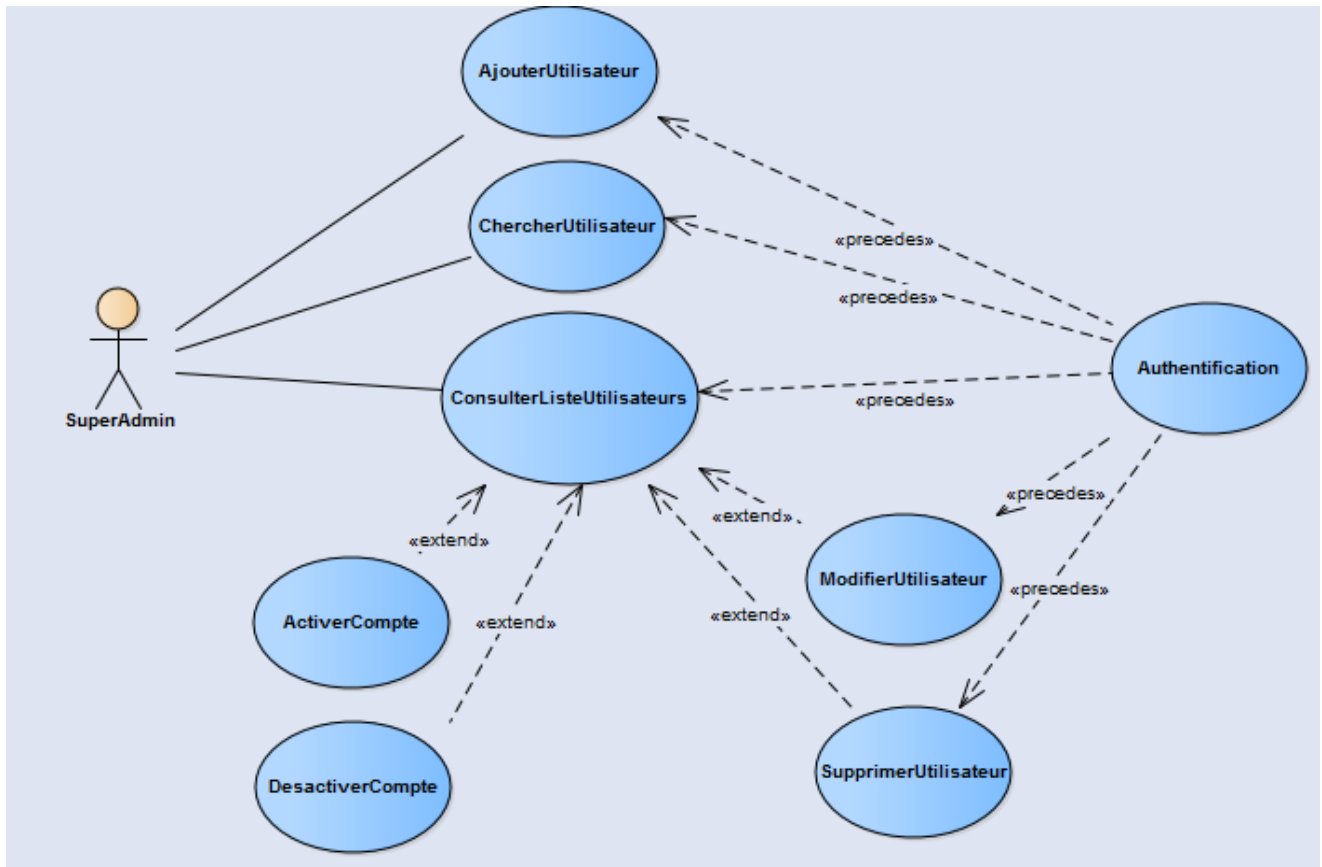 AjouterUtilisateur
ChercherUtilisateur
«precedes»
«precedes»
Authentification
ConsulterListeUtilisateurs
«precedes»
SuperAdmin
«precedes»
«extend»
«extend»
ModifierUtilisateur
«precedes»
ActiverCompte
«extend»
«extend»
SupprimerUtilisateur
DesactiverCompte